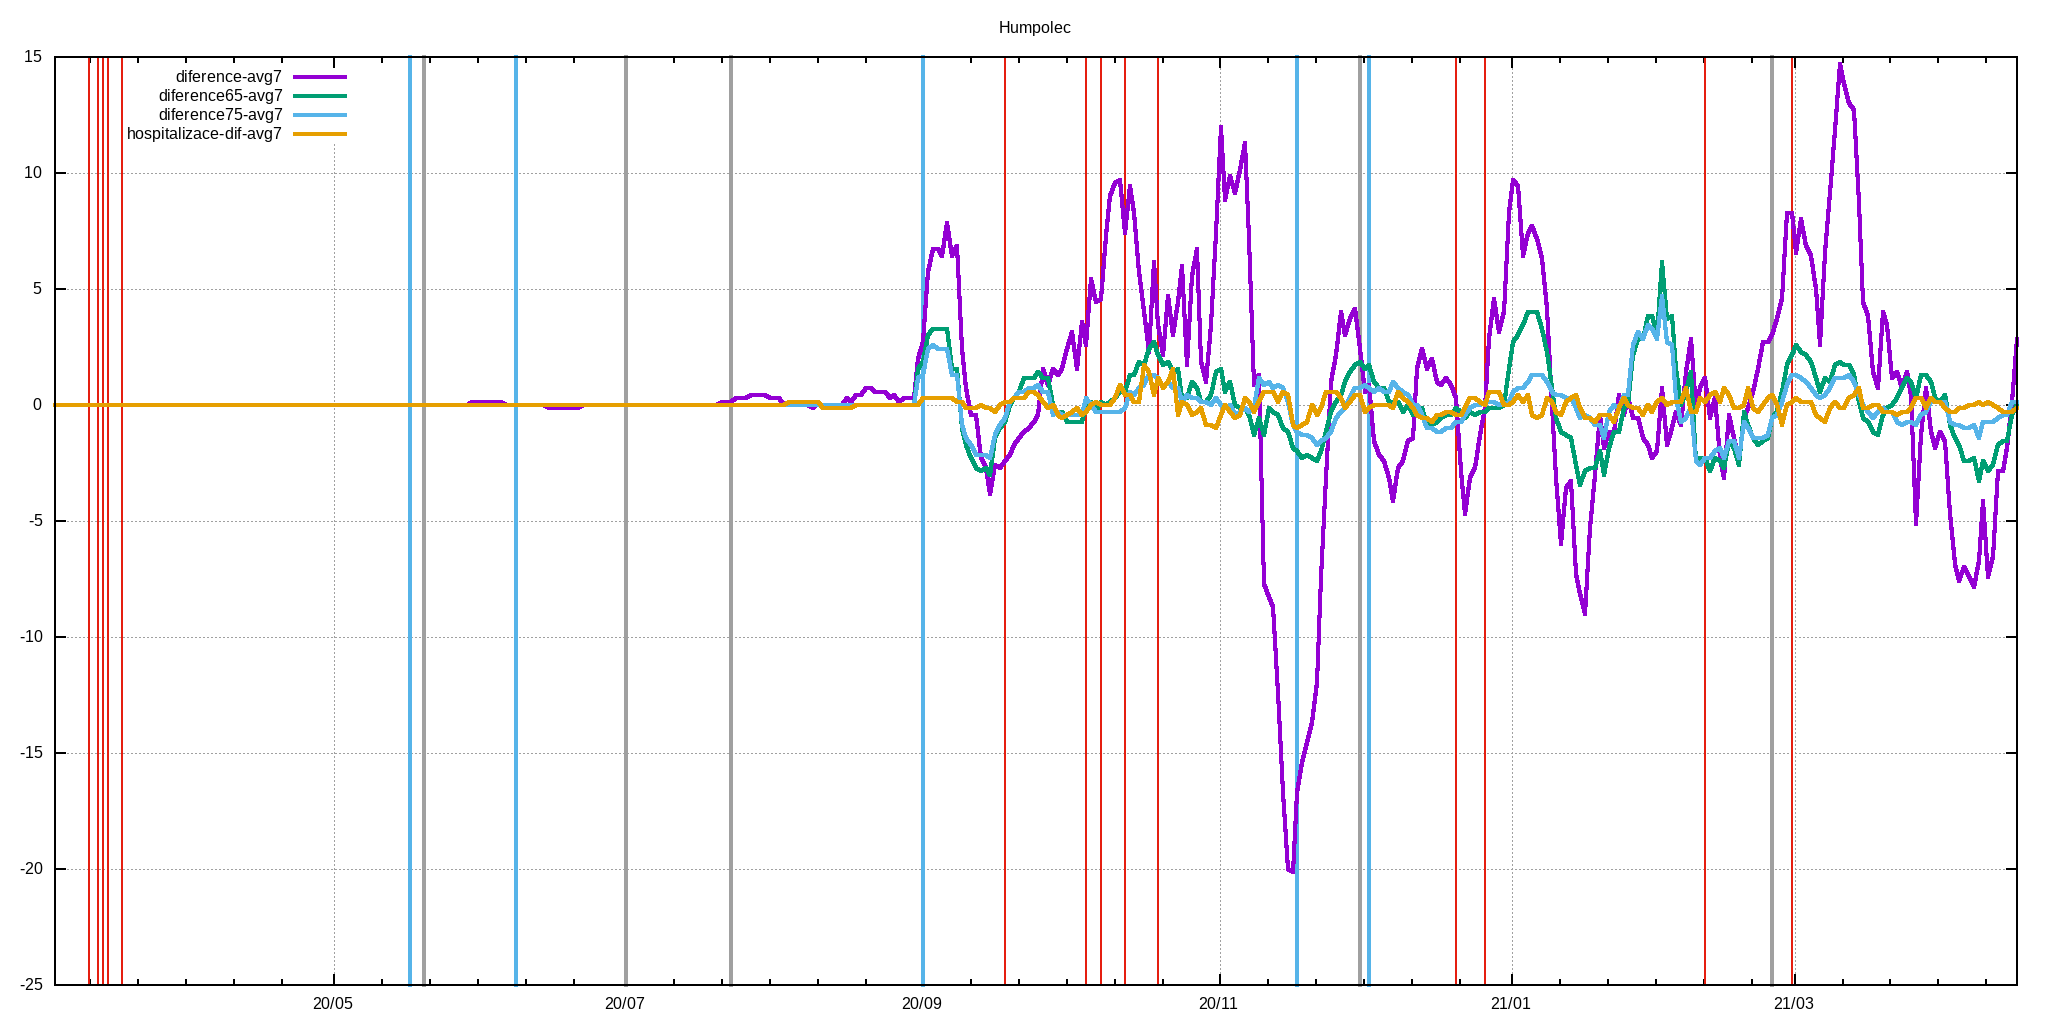 Humpolec
15
10
5
0
-5
-10
-15
-20
-25
diference-avg7
diference65-avg7
diference75-avg7
hospitalizace-dif-avg7
20/05 20/07 20/09 20/11 21/01 21/03